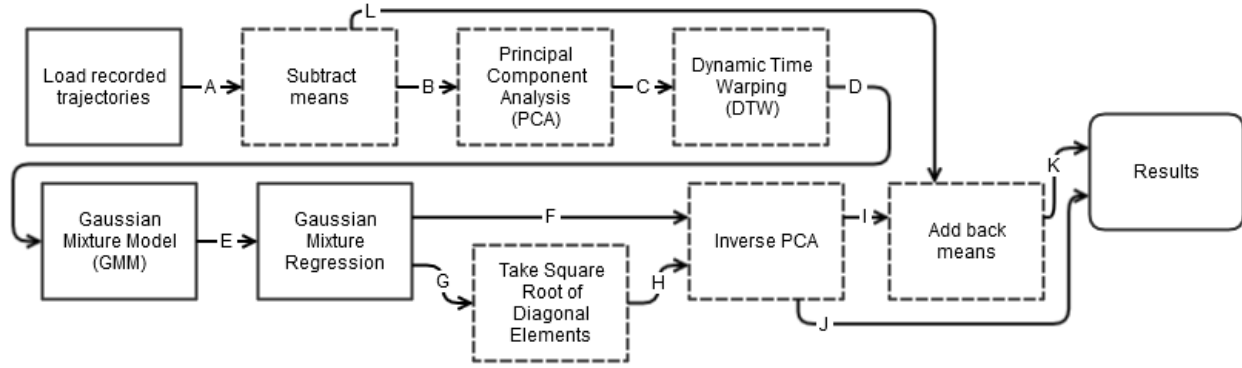 L
Load recorded
trajectories
A
Subtract
means
B
Principal
Component
Analysis
(PCA)
C
Dynamic Time
Warping
(DTW)
D
K
Results
Gaussian
Mixture Model
(GMM)
E
Gaussian
Mixture
Regression
F
G
Take Square
Root of
Diagonal
Elements
H
Inverse PCA
I
J
Add back
means